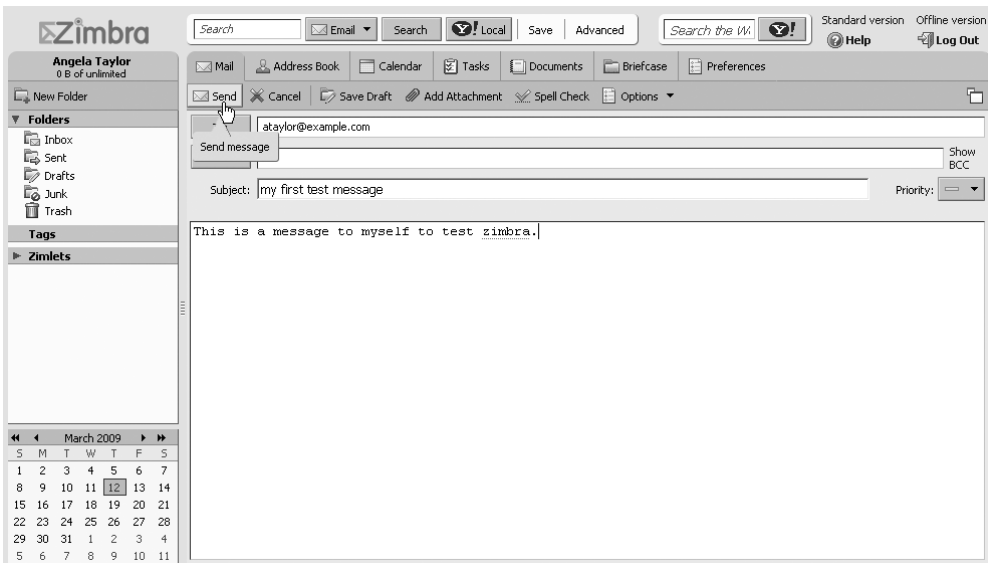 Zimbra
Search Email Search Y! Local Save Advanced
Search the W Y!
Standard version Offline version
Help Log Out
Angela Taylor
0 B of unlimited
Mail Address Book Calendar Tasks Documents Briefcase Preferences
New Folder
Send Cancel Save Draft Add Attachment Spell Check Options
Folders
Inbox
Sent
Drafts
Junk
Trash
Tags
Zimlets
ataylor@example.com
Send message
Show
BCC
Subject: my first test message
Priority:
This is a message to myself to test zimbra.
March 2009
S M T W T F S
1 2 3 4 5 6 7
8 9 10 11 12 13 14
15 16 17 18 19 20 21
22 23 24 25 26 27 28
29 30 31 1 2 3 4
5 6 7 8 9 10 11